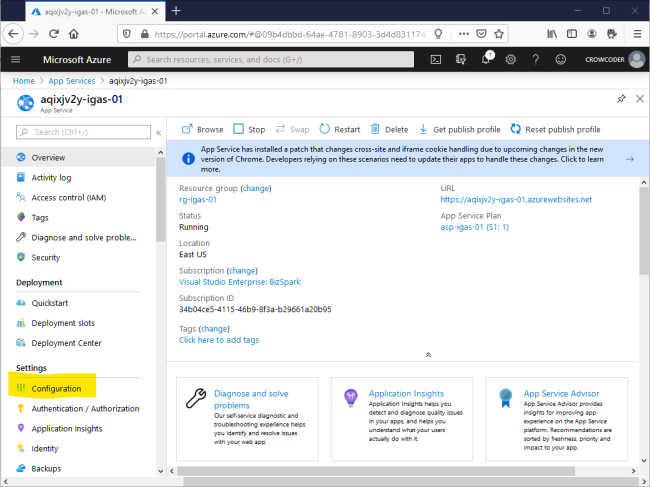 aqixjv2y-igas-01 - Microsoft Az
https://portal.azure.com/#@09b4dbbd-64ae-4781-8903-3d4d831174
Microsoft Azure
Search resources, services, and docs (G+/)
1
CROWCODER
Home > App Services > aqixjv2y-igas-01
aqixjv2y-igas-01
App Service
Search (Ctrl+/)
Overview
Activity log
Access control (IAM)
Tags
Diagnose and solve proble...
Security
Deployment
Quickstart
Deployment slots
Deployment Center
Settings
Configuration
Authentication / Authorization
Application Insights
Identity
Backups
Browse
Stop
Swap
Restart
Delete
Get publish profile
Reset publish profile
App Service has installed a patch that changes cross-site and iframe cookie handling due to upcoming changes in the new
version of Chrome. Developers relying on these scenarios need to update their apps to handle these changes. Click to learn
more.
Resource group (change)
rg-igas-01
Status
Running
Location
East US
Subscription (change)
Visual Studio Enterprise: BizSpark
Subscription ID
34b04ce5-4115-46b9-8f3a-b29661a20b95
Tags (change)
Click here to add tags
URL
https://aqixjv2y-igas-01.azurewebsites.net
App Service Plan
asp-igas-01 (S1: 1)
Diagnose and solve
problems
Our self-service diagnostic and
troubleshooting experience helps
you identify and resolve issues
with your web app.
Application Insights
Application Insights helps you
detect and diagnose quality issues
in your apps, and helps you
understand what your users
actually do with it.
App Service Advisor
App Service Advisor provides
insights for improving app
experience on the App Service
platform. Recommendations are
sorted by freshness, priority and
impact to your app.